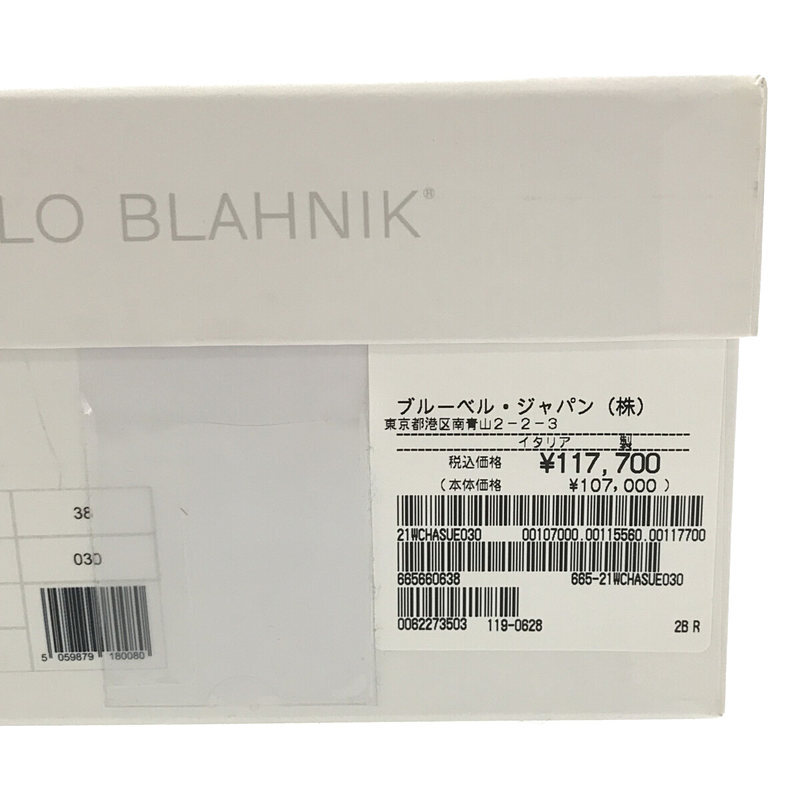 LO BLAHNIK®
ブルーベル・ジャパン（株）
東京都港区南青山2-2-3
イタリア 製
税込価格 ¥117,700
（本体価格 ¥107,000）
21WCHASUE030 00107000.00115560.00117700
665660638 665-21WCHASUE030
0062273503 119-0628 2B R
38
030
5 059879 180080